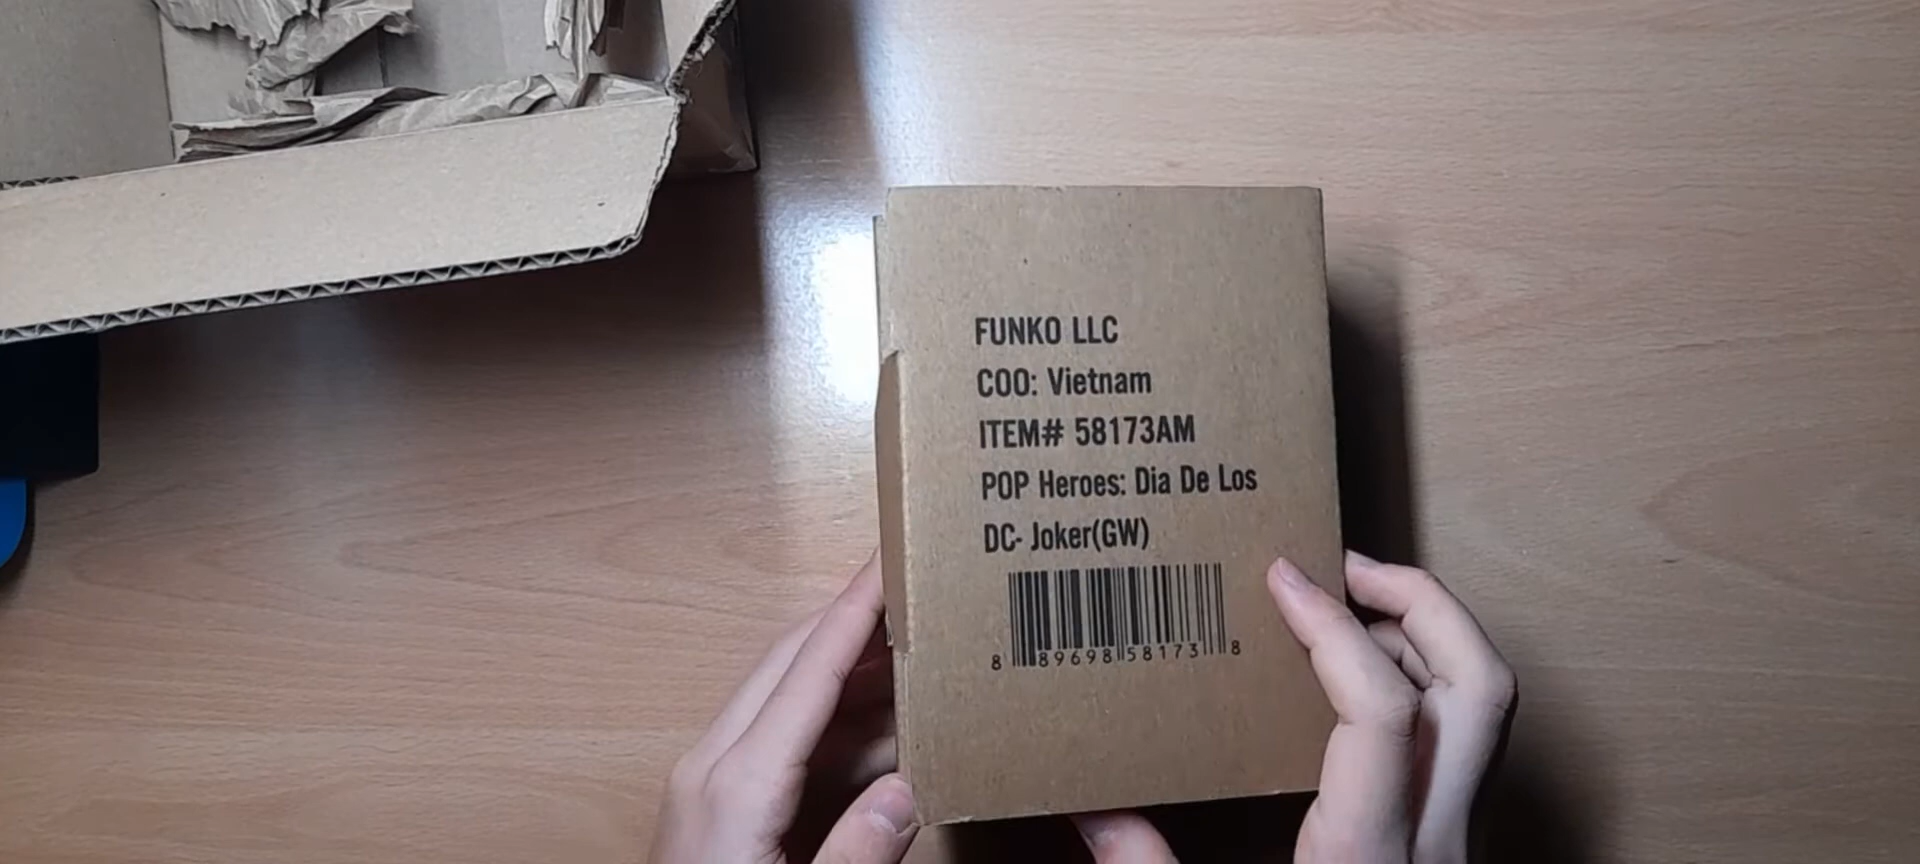 FUNKO LLC
COO: Vietnam
ITEM# 58173AM
POP Heroes: Dia De Los
DC- Joker(GW)
8 89698 58173 8